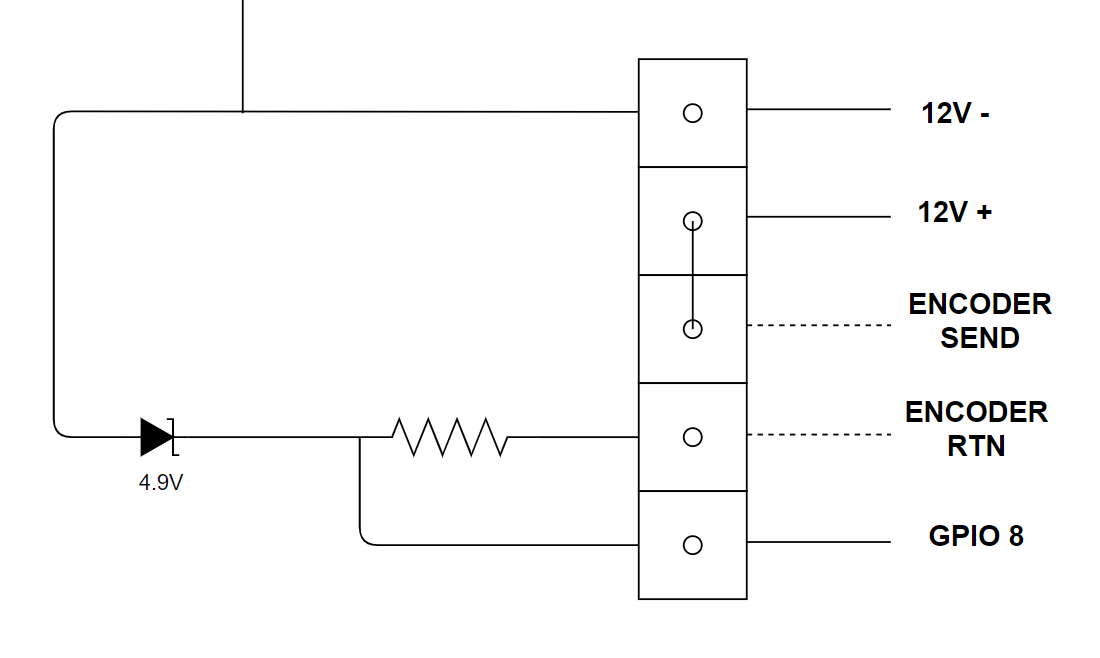 12V -
12V +
ENCODER
SEND
ENCODER
RTN
4.9V
GPIO 8